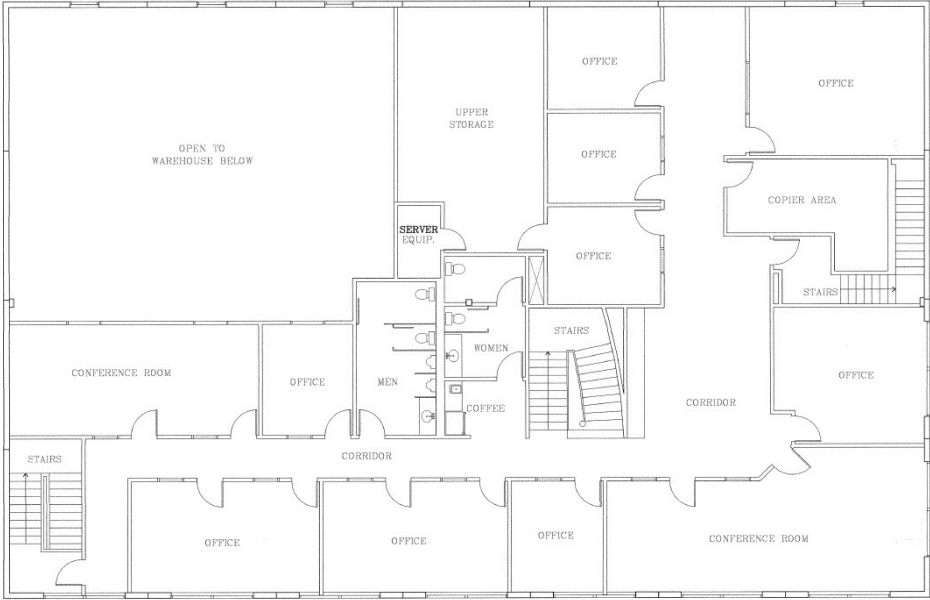 OFFICE
OFFICE
UPPER
STORAGE
OPEN TO
WAREHOUSE BELOW
OFFICE
COPIER AREA
SERVER
EQUIP.
OFFICE
STAIRS
STAIRS
WOMEN
CONFERENCE ROOM
OFFICE
MEN
OFFICE
COFFEE
CORRIDOR
CORRIDOR
STAIRS
OFFICE
OFFICE
OFFICE
CONFERENCE ROOM